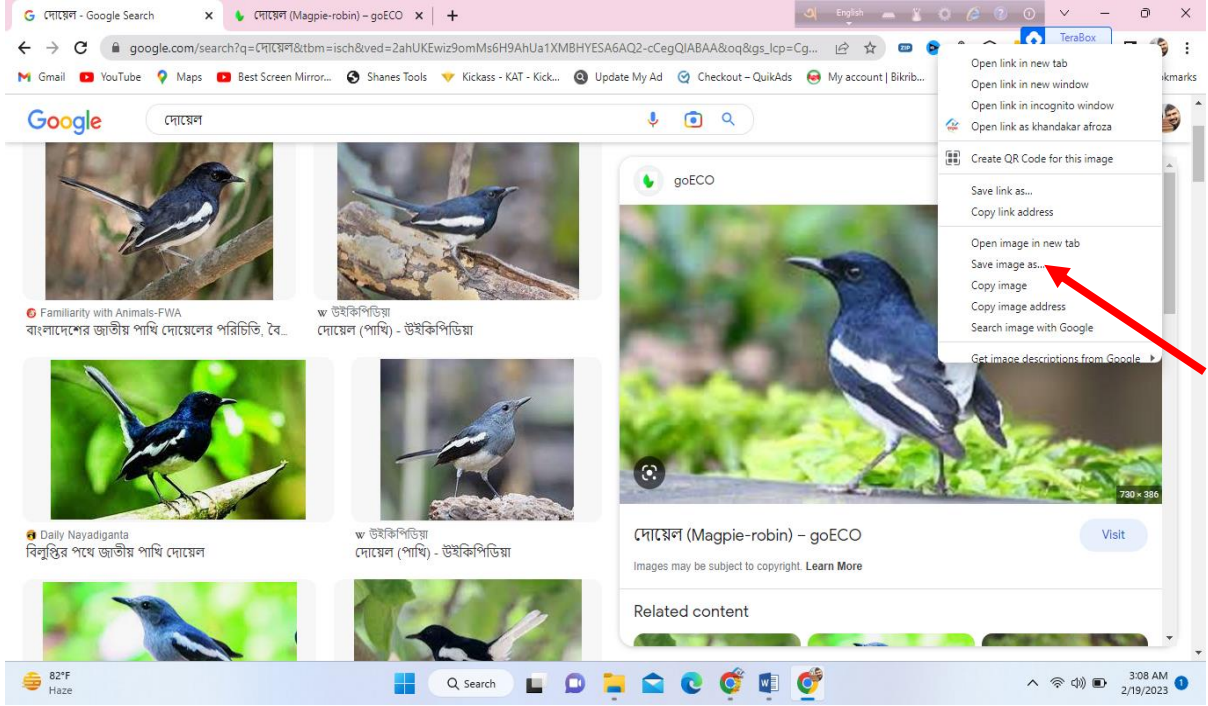 দোয়েল - Google Search
দোয়েল (Magpie-robin) – goECO
English
TeraBox
google.com/search?q=দোয়েল&tbm=isch&ved=2ahUKEwiz9omMs6H9AhUa1XMBHYESA6AQ2-cCegQIABAA&oq&gs_lcp=Cg...
Gmail YouTube Maps Best Screen Mirror... Shanes Tools Kickass - KAT - Kick... Update My Ad Checkout – QuikAds My account | Bikrib...
Google
দোয়েল
Familiarity with Animals-FWA
বাংলাদেশের জাতীয় পাখি দোয়েলের পরিচিতি, বৈ...
w উইকিপিডিয়া
দোয়েল (পাখি) - উইকিপিডিয়া
Daily Nayadiganta
বিলুপ্তির পথে জাতীয় পাখি দোয়েল
w উইকিপিডিয়া
দোয়েল (পাখি) - উইকিপিডিয়া
goECO
730 × 386
দোয়েল (Magpie-robin) – goECO
Visit
Images may be subject to copyright. Learn More
Related content
Open link in new tab
Open link in new window
Open link in incognito window
Open link as khandakar afroza
Create QR Code for this image
Save link as...
Copy link address
Open image in new tab
Save image as...
Copy image
Copy image address
Search image with Google
Get image descriptions from Google
82°F
Haze
Search
3:08 AM
2/19/2023
1